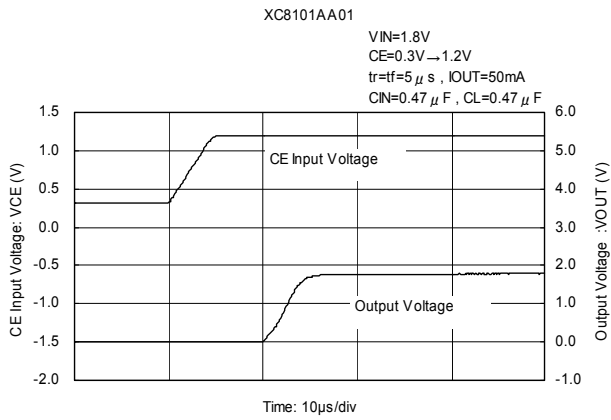 XC8101AA01
VIN=1.8V
CE=0.3V→1.2V
tr=tf=5 μ s , IOUT=50mA
CIN=0.47 μ F , CL=0.47 μ F
CE Input Voltage: VCE (V)
1.5
1.0
0.5
0.0
-0.5
-1.0
-1.5
-2.0
CE Input Voltage
Output Voltage
6.0
5.0
4.0
3.0
2.0
1.0
0.0
-1.0
Output Voltage :VOUT (V)
Time: 10μs/div